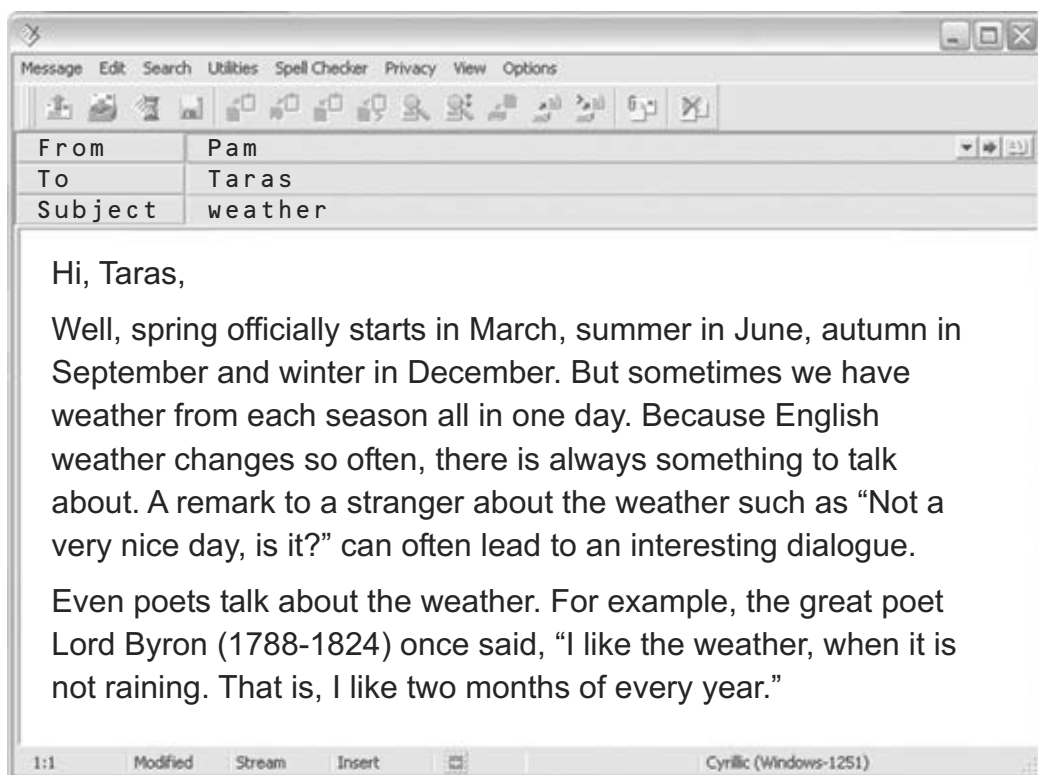 Message Edit Search Utilities Spell Checker Privacy View Options
From Pam
To Taras
Subject weather
Hi, Taras,
Well, spring officially starts in March, summer in June, autumn in
September and winter in December. But sometimes we have
weather from each season all in one day. Because English
weather changes so often, there is always something to talk
about. A remark to a stranger about the weather such as “Not a
very nice day, is it?” can often lead to an interesting dialogue.
Even poets talk about the weather. For example, the great poet
Lord Byron (1788-1824) once said, “I like the weather, when it is
not raining. That is, I like two months of every year.”
1:1 Modified Stream Insert Cyrillic (Windows-1251)